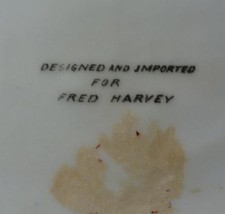 DESIGNED AND IMPORTED
FOR
FRED HARVEY